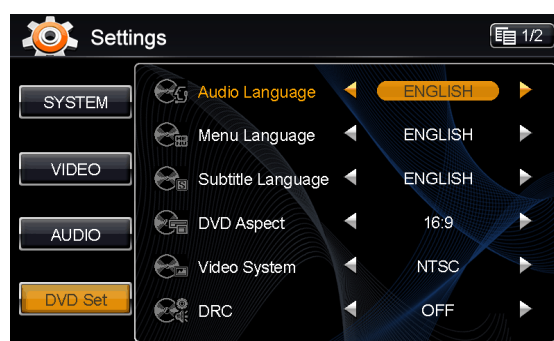 Settings
1/2
SYSTEM
VIDEO
AUDIO
DVD Set
Audio Language ENGLISH
Menu Language ENGLISH
Subtitle Language ENGLISH
DVD Aspect 16:9
Video System NTSC
DRC OFF